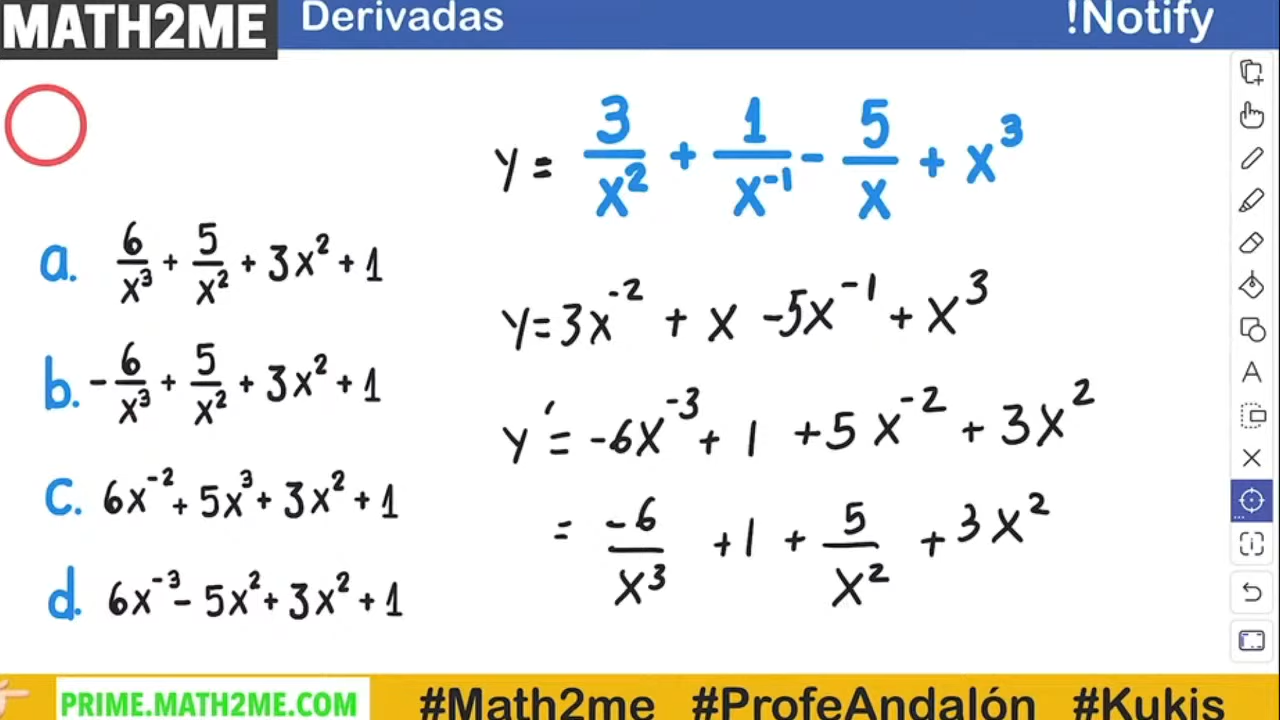 MATH2ME Derivadas !Notify
y = 3/x² + 1/x⁻¹ - 5/x + x³
a. 6/x³ + 5/x² + 3x² + 1
y = 3x⁻² + x - 5x⁻¹ + x³
b. -6/x³ + 5/x² + 3x² + 1
y' = -6x⁻³ + 1 + 5x⁻² + 3x²
c. 6x⁻² + 5x³ + 3x² + 1
= -6/x³ + 1 + 5/x² + 3x²
d. 6x⁻³ - 5x² + 3x² + 1
PRIME.MATH2ME.COM #Math2me #ProfeAndalón #Kukis